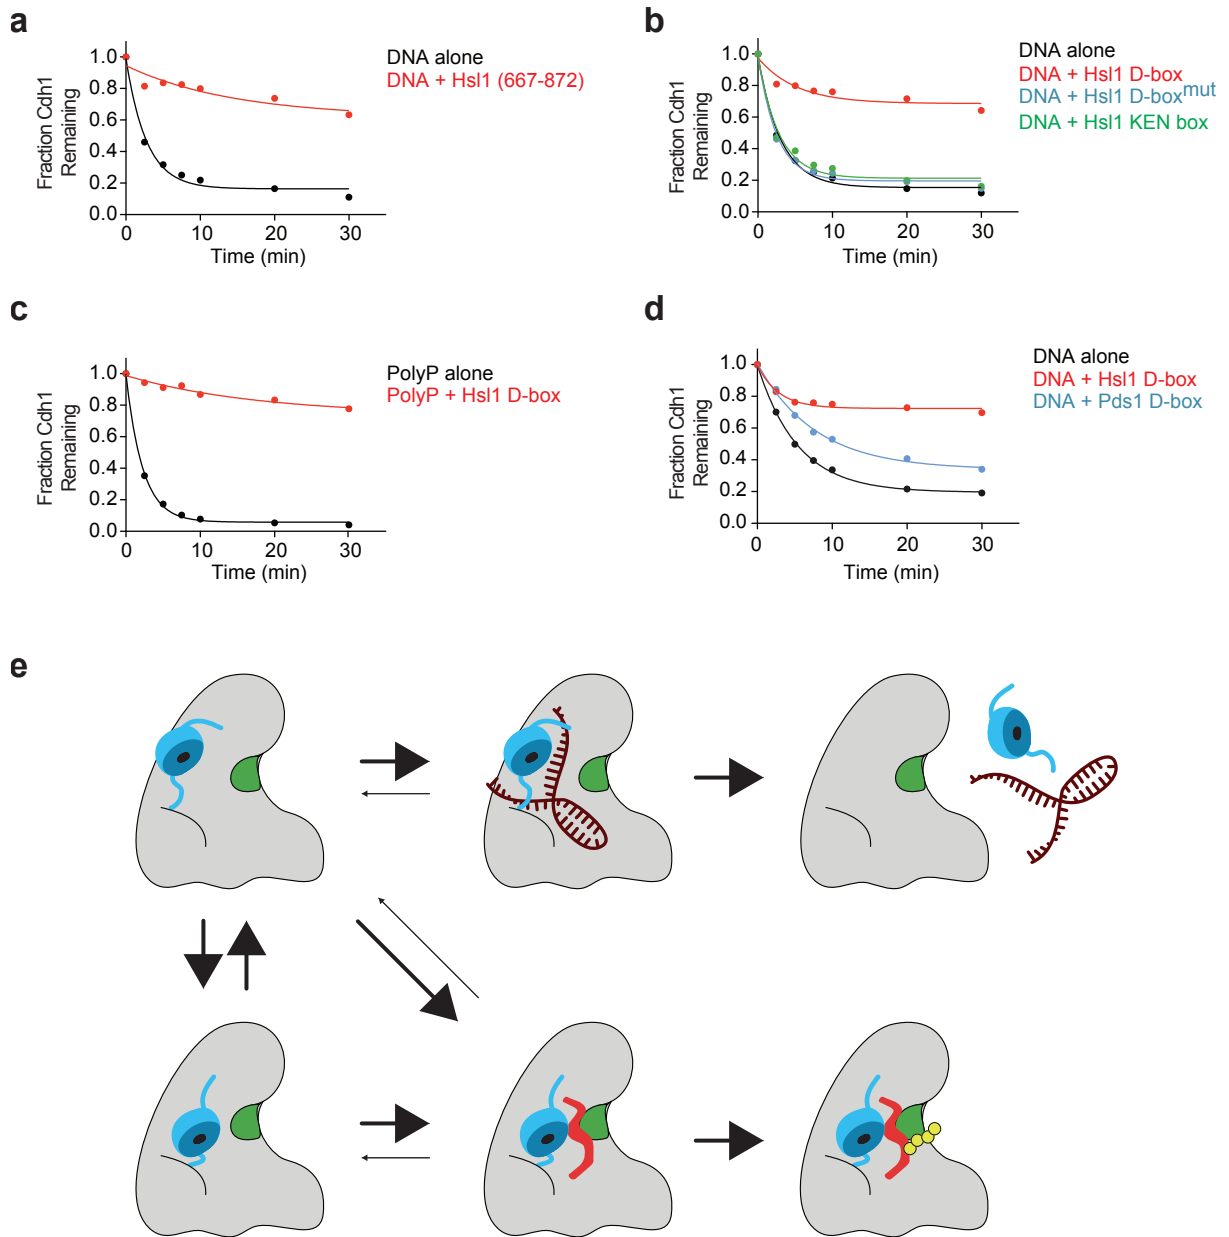 a
Fraction Cdh1
Remaining
1.0
0.8
0.6
0.4
0.2
0.0
0
10
20
30
Time (min)
DNA alone
DNA + Hsl1 (667-872)
b
Fraction Cdh1
Remaining
1.0
0.8
0.6
0.4
0.2
0.0
0
10
20
30
Time (min)
DNA alone
DNA + Hsl1 D-box
DNA + Hsl1 D-boxmut
DNA + Hsl1 KEN box
c
Fraction Cdh1
Remaining
1.0
0.8
0.6
0.4
0.2
0.0
0
10
20
30
Time (min)
PolyP alone
PolyP + Hsl1 D-box
d
Fraction Cdh1
Remaining
1.0
0.8
0.6
0.4
0.2
0.0
0
10
20
30
Time (min)
DNA alone
DNA + Hsl1 D-box
DNA + Pds1 D-box
e